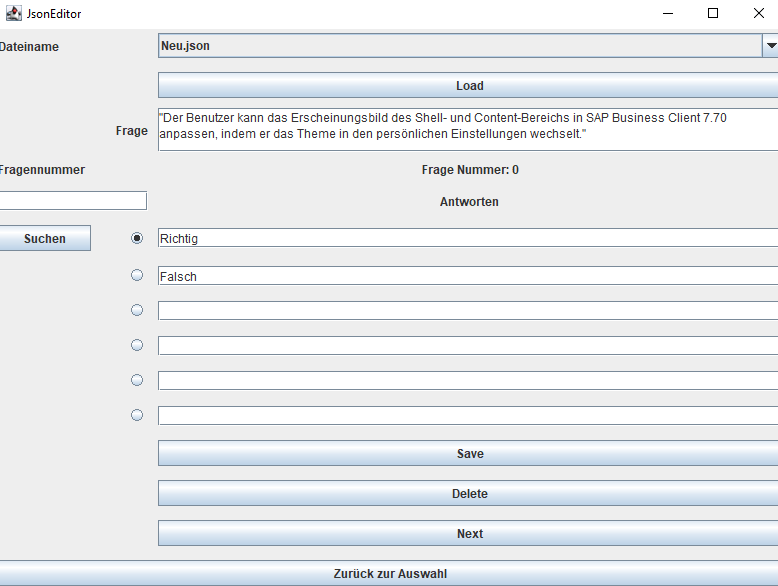 JsonEditor
Dateiname
Neu.json
Load
Frage
"Der Benutzer kann das Erscheinungsbild des Shell- und Content-Bereichs in SAP Business Client 7.70
anpassen, indem er das Theme in den persönlichen Einstellungen wechselt."
Fragennummer
Frage Nummer: 0
Antworten
Suchen
Richtig
Falsch
Save
Delete
Next
Zurück zur Auswahl